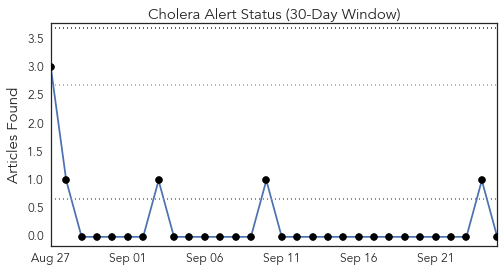 Cholera Alert Status (30-Day Window)
Articles Found
3.5
3.0
2.5
2.0
1.5
1.0
0.5
0.0
Aug 27 Sep 01 Sep 06 Sep 11 Sep 16 Sep 21